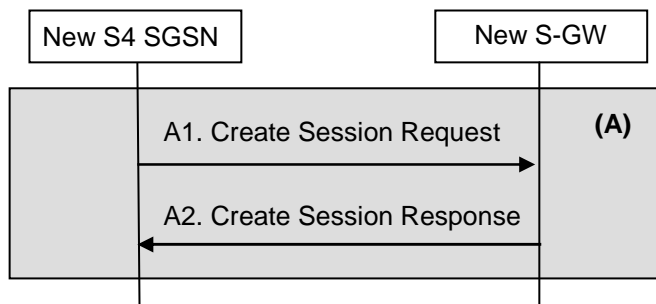 New S4 SGSN
New S-GW
(A)
A1. Create Session Request
A2. Create Session Response